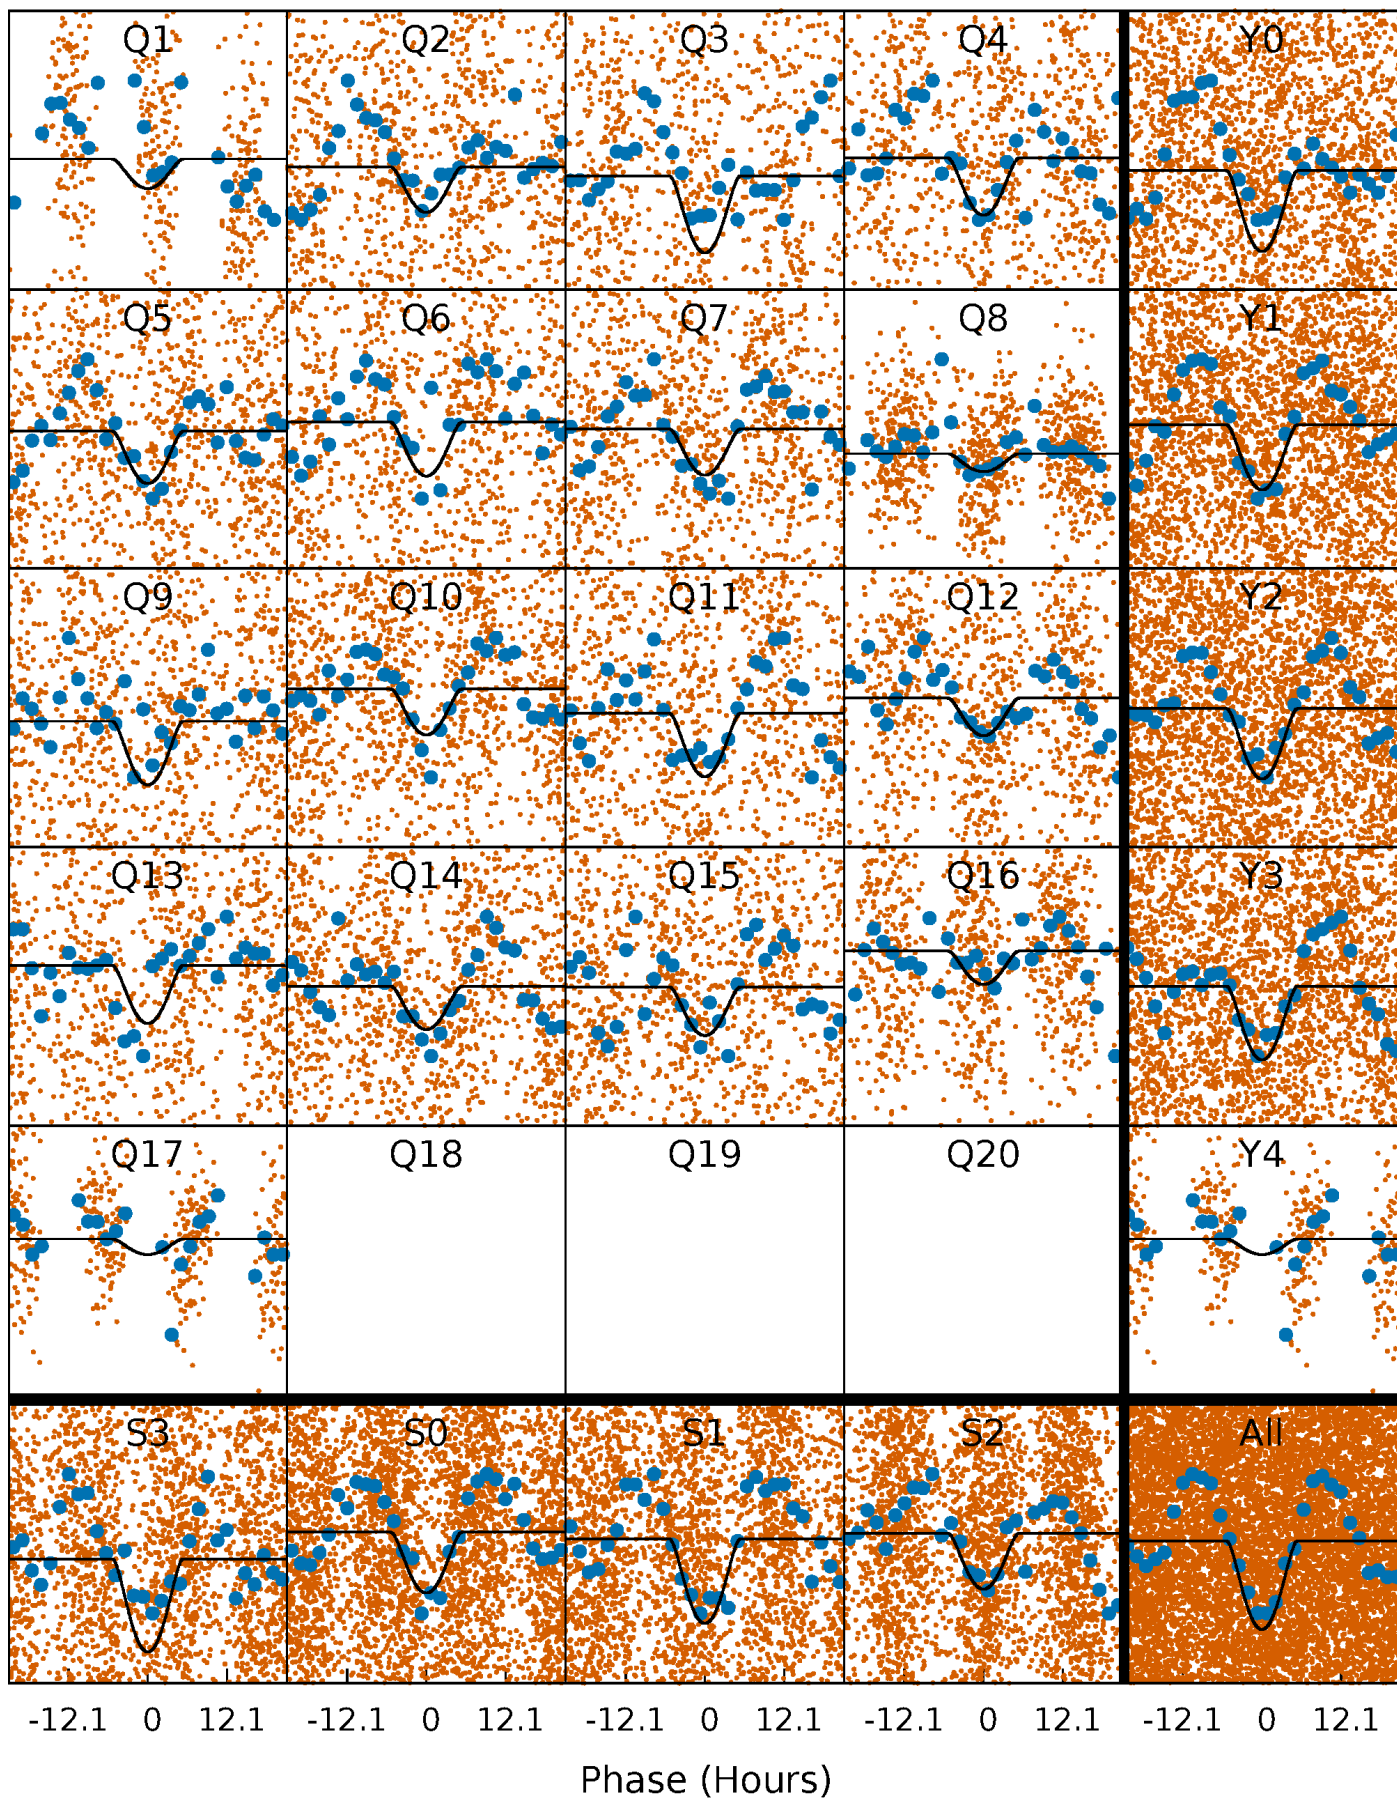 Q1 Q2 Q3 Q4 Y0
Q5 Q6 Q7 Q8 Y1
Q9 Q10 Q11 Q12 Y2
Q13 Q14 Q15 Q16 Y3
Q17 Q18 Q19 Q20 Y4
S3 S0 S1 S2 All
-12.1 0 12.1 -12.1 0 12.1 -12.1 0 12.1 -12.1 0 12.1 -12.1 0 12.1
Phase (Hours)